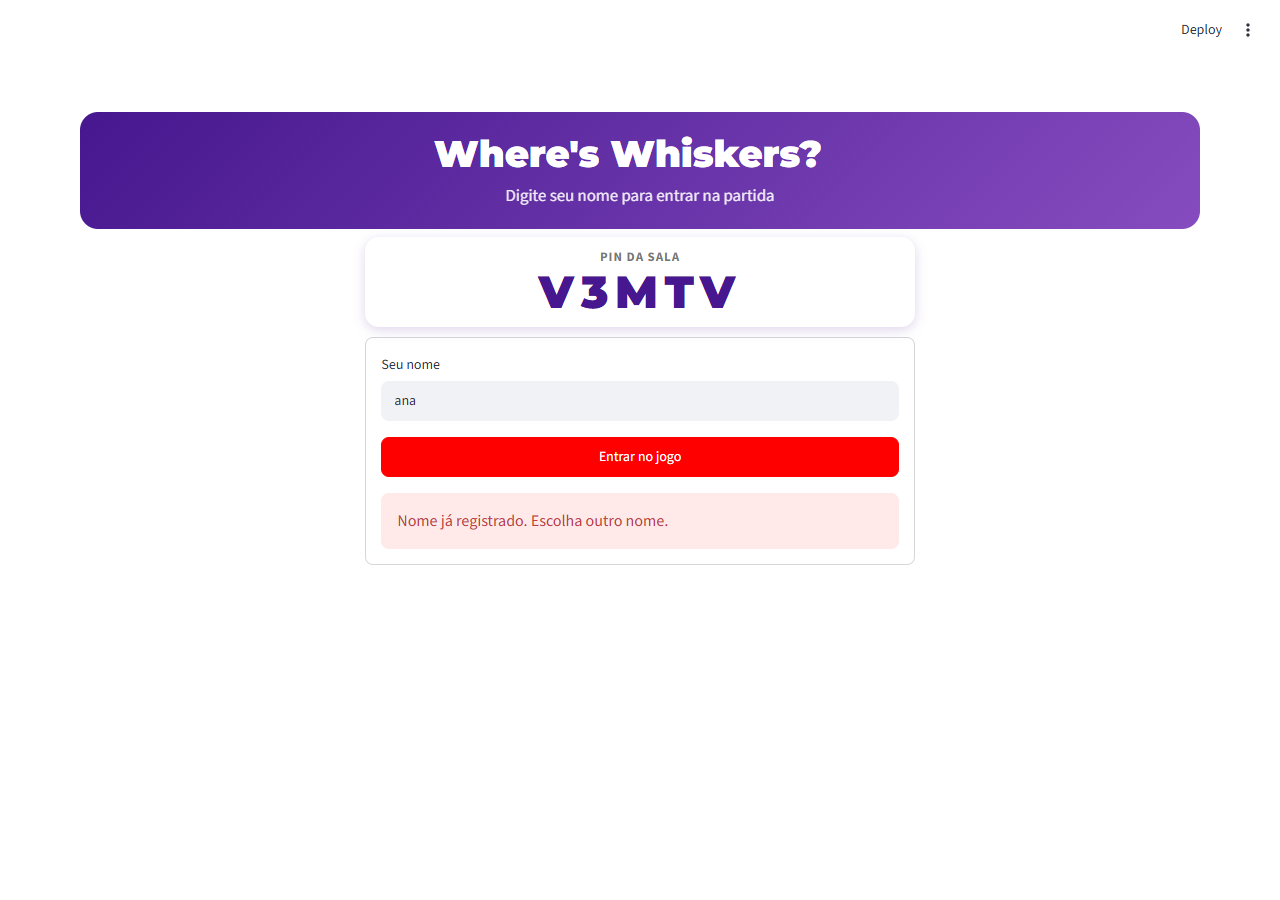 Deploy
Where's Whiskers?
Digite seu nome para entrar na partida
PIN DA SALA
V3MTV
Seu nome
ana
Entrar no jogo
Nome já registrado. Escolha outro nome.